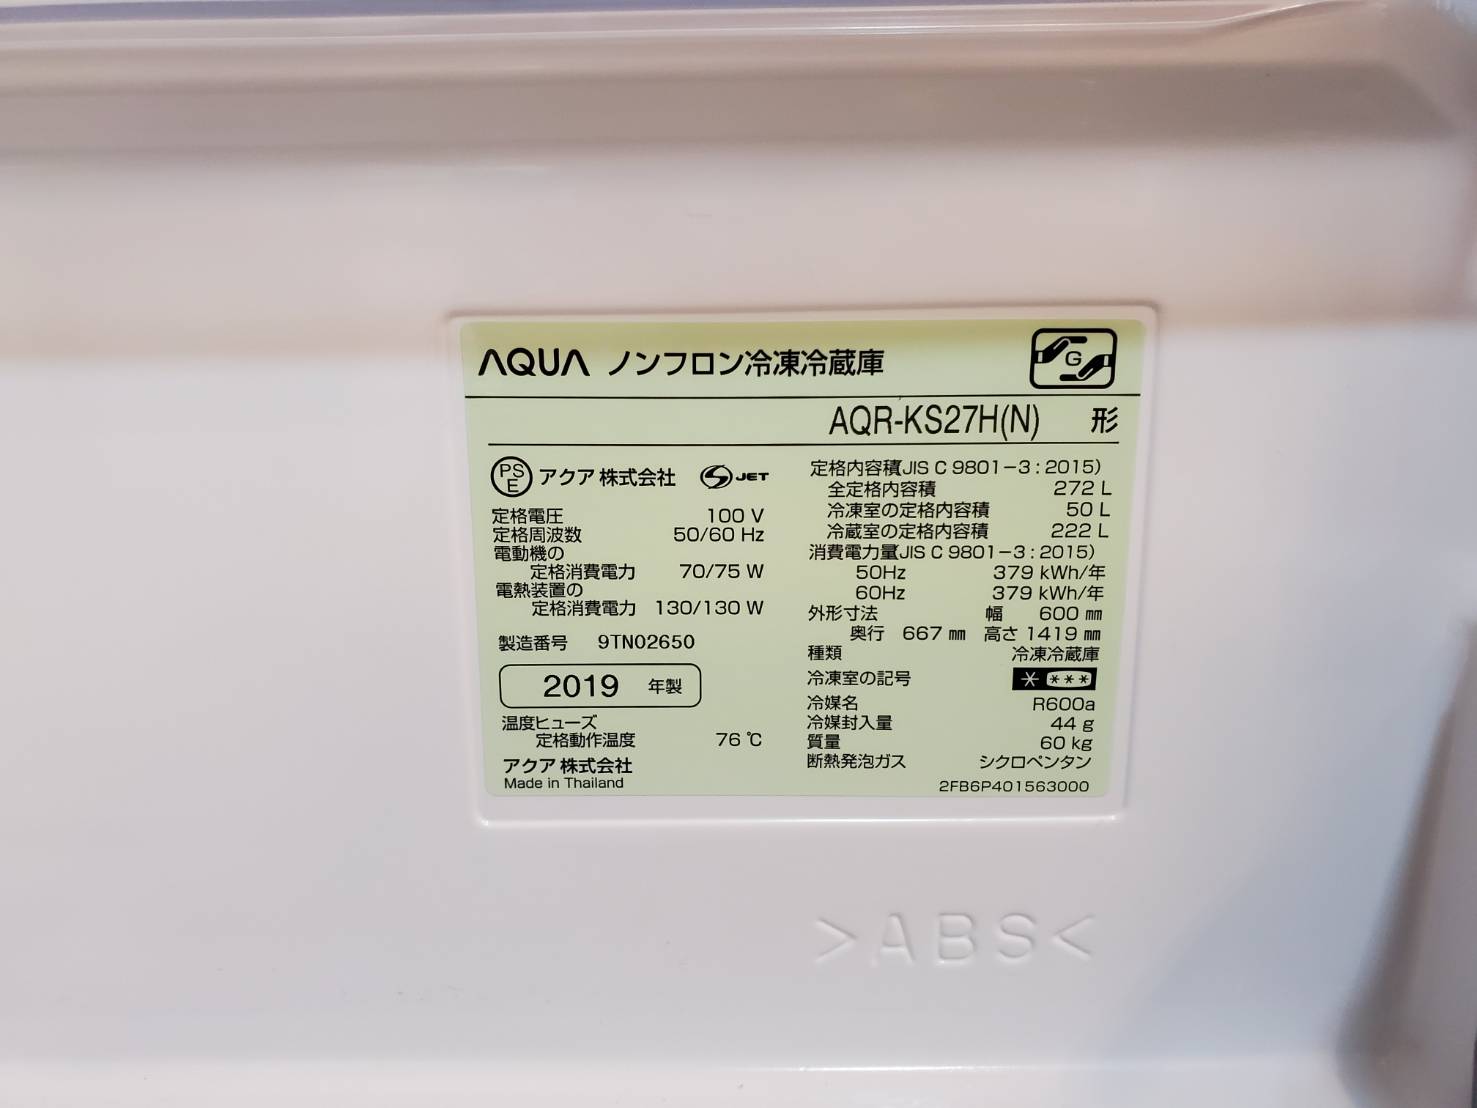 AQUA ノンフロン冷凍冷蔵庫
G
AQR-KS27H(N) 形
PS
E
アクア株式会社 S JET
定格電圧 100 V
定格周波数 50/60 Hz
電動機の
定格消費電力 70/75 W
電熱装置の
定格消費電力 130/130 W
製造番号 9TN02650
2019 年製
温度ヒューズ
定格動作温度 76 ℃
アクア株式会社
Made in Thailand
定格内容積(JIS C 9801-3:2015)
全定格内容積 272 L
冷凍室の定格内容積 50 L
冷蔵室の定格内容積 222 L
消費電力量(JIS C 9801-3:2015)
50Hz 379 kWh/年
60Hz 379 kWh/年
外形寸法 幅 600 mm
奥行 667 mm 高さ 1419 mm
種類 冷凍冷蔵庫
冷凍室の記号 * ***
冷媒名 R600a
冷媒封入量 44 g
質量 60 kg
断熱発泡ガス シクロペンタン
2FB6P401563000
>ABS<